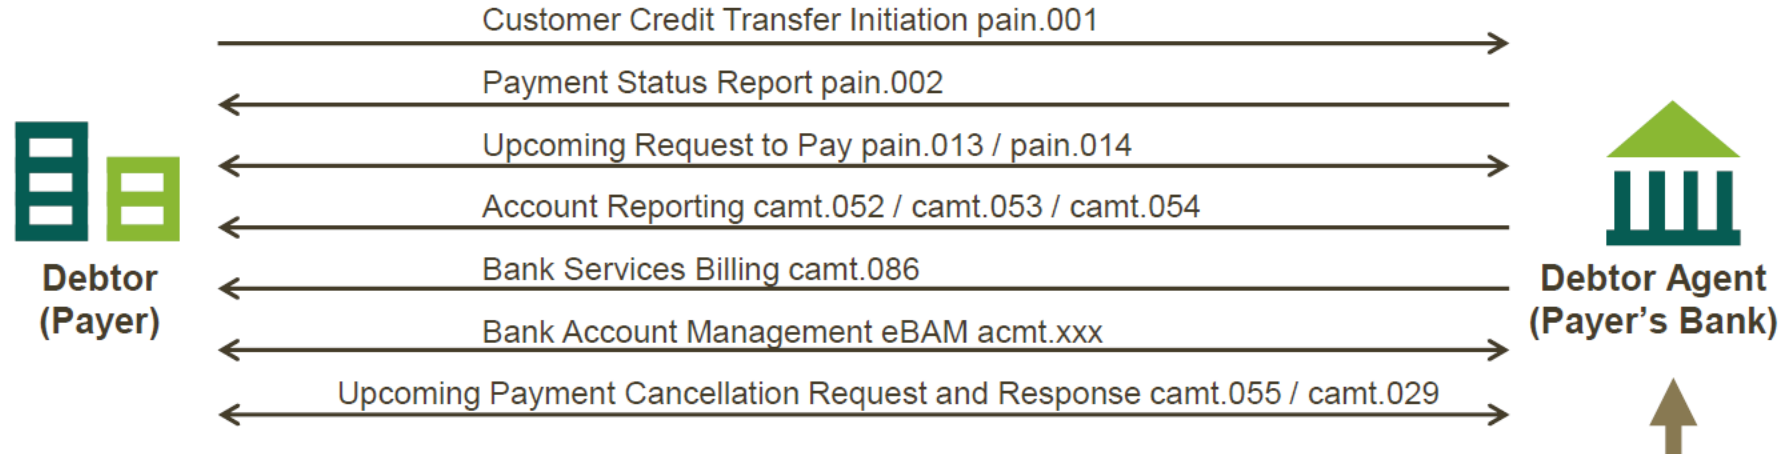 Customer Credit Transfer Initiation pain.001
Payment Status Report pain.002
Upcoming Request to Pay pain.013 / pain.014
Account Reporting camt.052 / camt.053 / camt.054
Bank Services Billing camt.086
Bank Account Management eBAM acmt.xxx
Upcoming Payment Cancellation Request and Response camt.055 / camt.029
Debtor
(Payer)
Debtor Agent
(Payer's Bank)